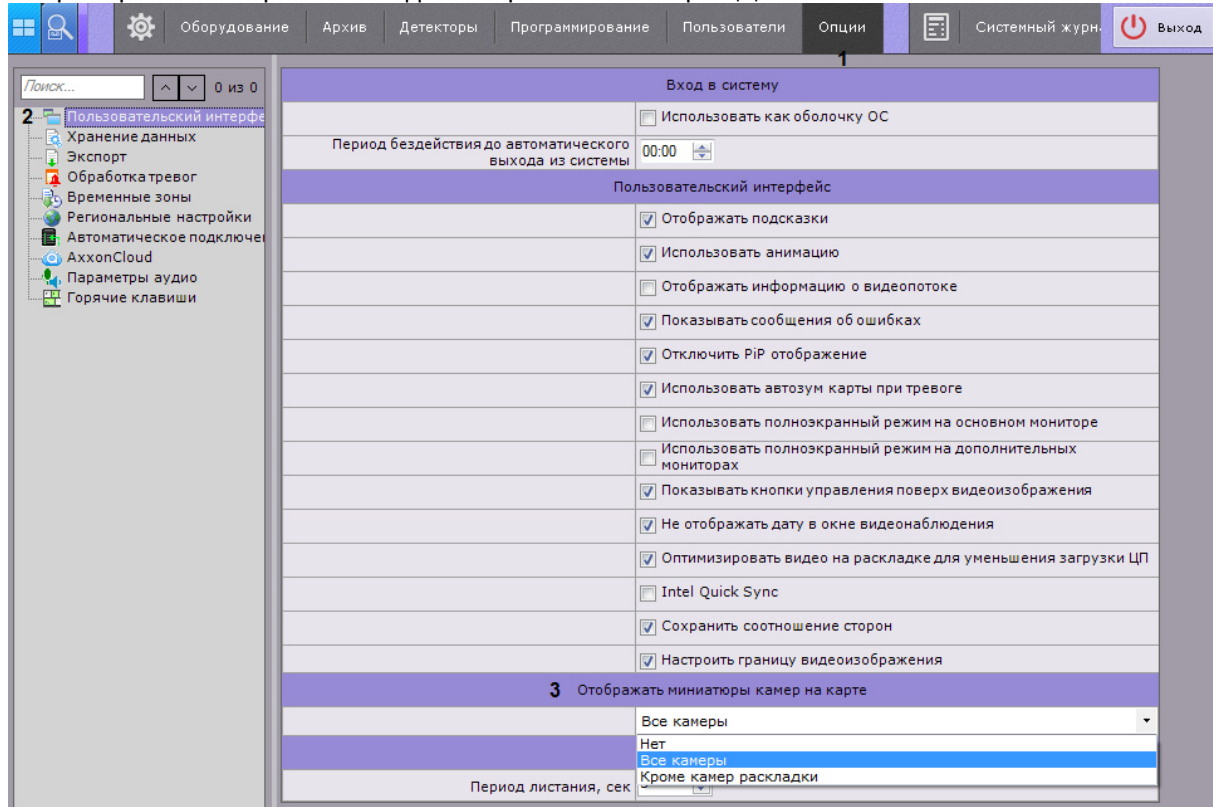 Оборудование
Архив
Детекторы
Программирование
Пользователи
Опции
Системный журн
Выход
1
Поиск...
0 из 0
2
Пользовательский интерфе
Хранение данных
Экспорт
Обработка тревог
Временные зоны
Региональные настройки
Автоматическое подключе
AxxonCloud
Параметры аудио
Горячие клавиши
Вход в систему
Использовать как оболочку ОС
Период бездействия до автоматического
выхода из системы
00:00
Пользовательский интерфейс
Отображать подсказки
Использовать анимацию
Отображать информацию о видеопотоке
Показывать сообщения об ошибках
Отключить PiP отображение
Использовать автозум карты при тревоге
Использовать полноэкранный режим на основном мониторе
Использовать полноэкранный режим на дополнительных
мониторах
Показывать кнопки управления поверх видеоизображения
Не отображать дату в окне видеонаблюдения
Оптимизировать видео на раскладке для уменьшения загрузки ЦП
Intel Quick Sync
Сохранить соотношение сторон
Настроить границу видеоизображения
3 Отображать миниатюры камер на карте
Все камеры
Нет
Все камеры
Кроме камер раскладки
Период листания, сек